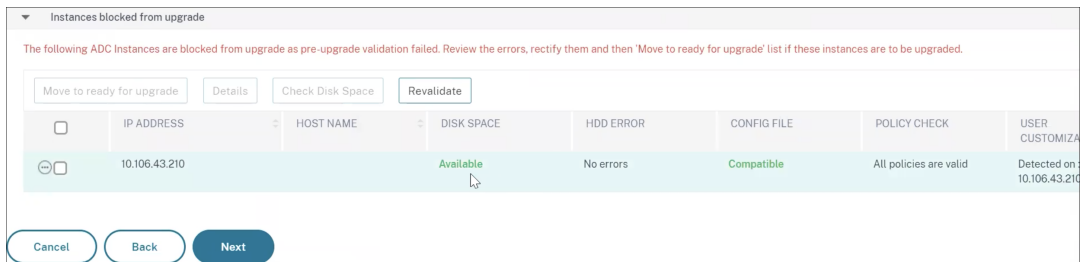 Instances blocked from upgrade
The following ADC Instances are blocked from upgrade as pre-upgrade validation failed. Review the errors, rectify them and then 'Move to ready for upgrade' list if these instances are to be upgraded.
Move to ready for upgrade Details Check Disk Space Revalidate
IP ADDRESS HOST NAME DISK SPACE HDD ERROR CONFIG FILE POLICY CHECK USER
CUSTOMIZA
10.106.43.210 Available No errors Compatible All policies are valid Detected on :
10.106.43.210
Cancel Back Next